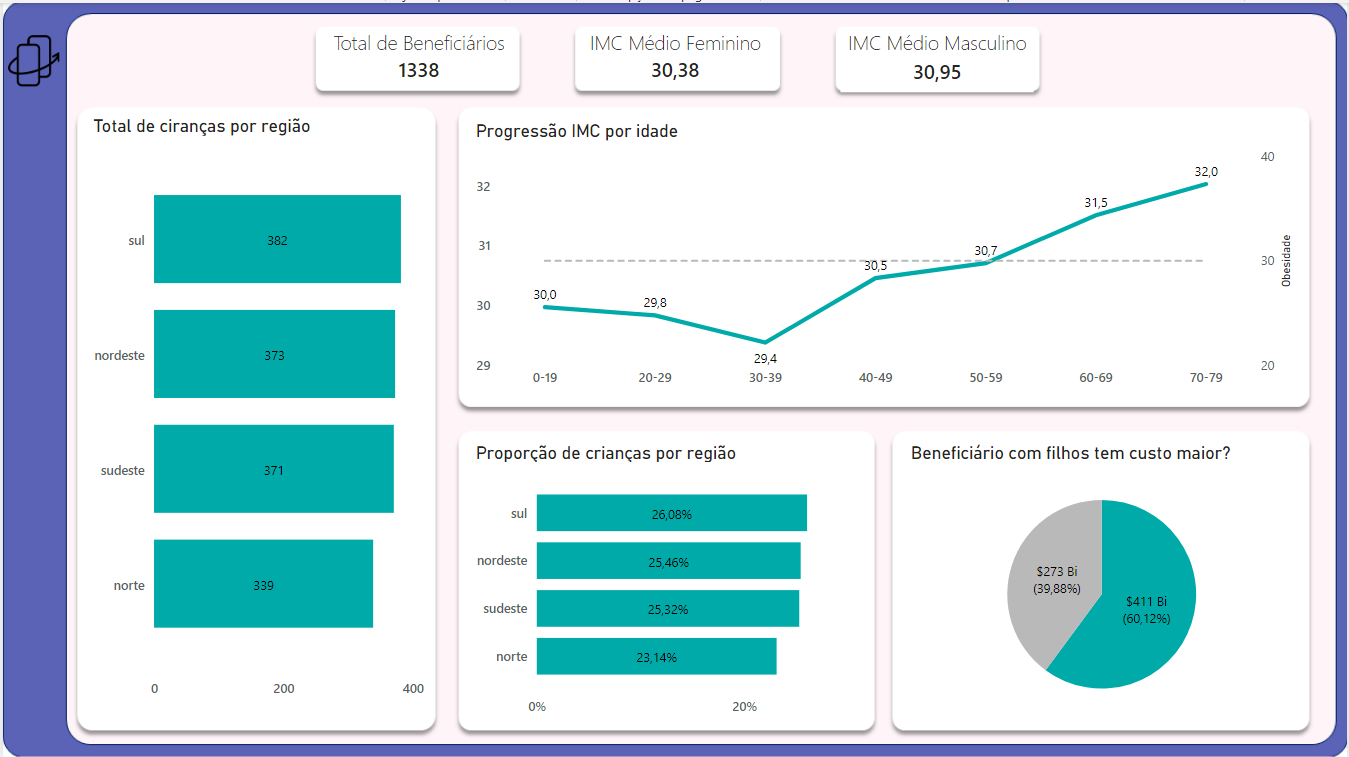 Total de Beneficiários
1338
IMC Médio Feminino
30,38
IMC Médio Masculino
30,95
Total de ciranças por região
sul
382
nordeste
373
sudeste
371
norte
339
0
200
400
Progressão IMC por idade
32
31
30
29
40
30
20
Obesidade
30,0
29,8
29,4
30,5
30,7
31,5
32,0
0-19
20-29
30-39
40-49
50-59
60-69
70-79
Proporção de crianças por região
sul
26,08%
nordeste
25,46%
sudeste
25,32%
norte
23,14%
0%
20%
Beneficiário com filhos tem custo maior?
$273 Bi
(39,88%)
$411 Bi
(60,12%)